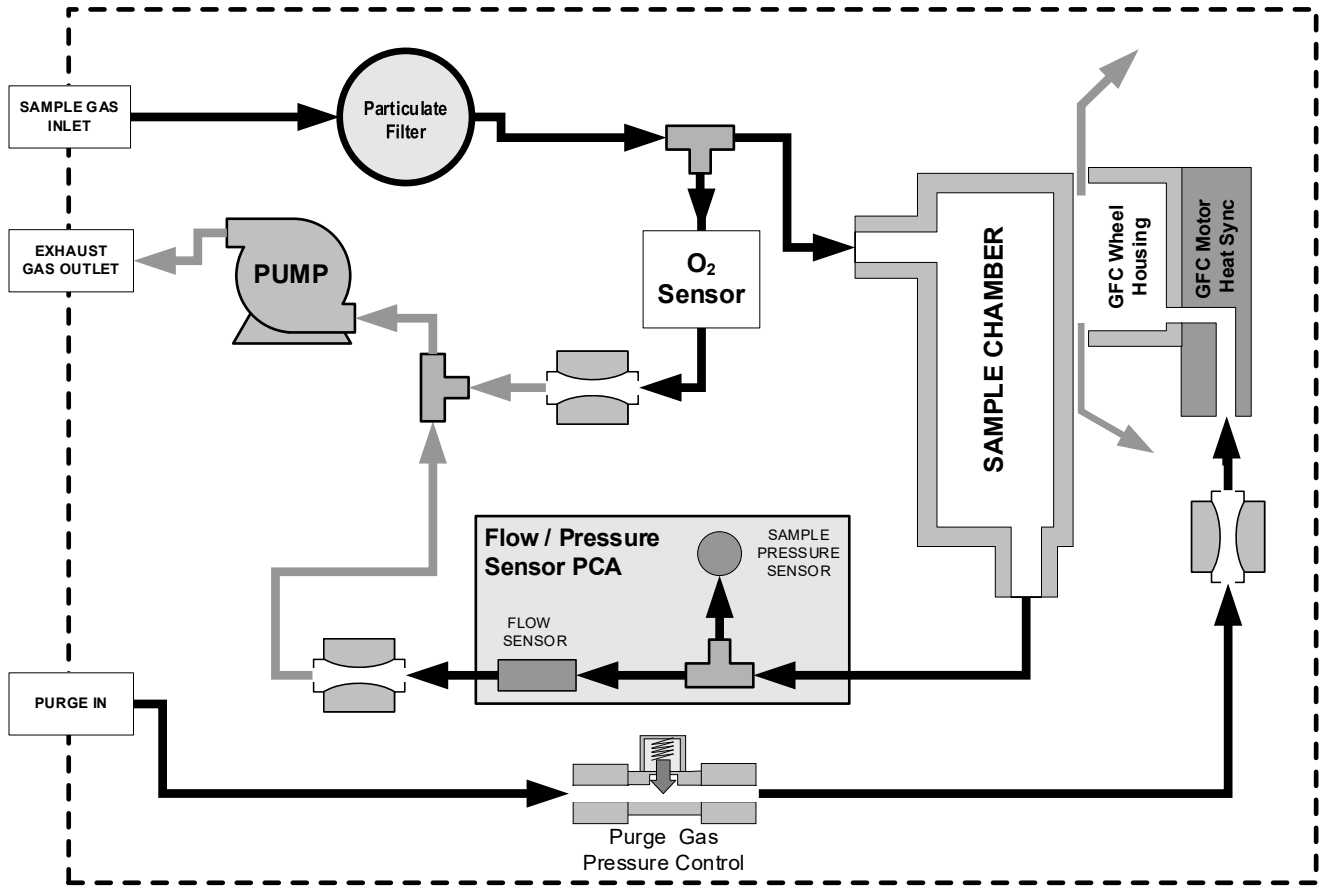 SAMPLE GAS
INLET
Particulate
Filter
EXHAUST
GAS OUTLET
PUMP
O₂
Sensor
SAMPLE CHAMBER
GFC Wheel
Housing
GFC Motor
Heat Sync
Flow / Pressure
Sensor PCA
SAMPLE
PRESSURE
SENSOR
FLOW
SENSOR
PURGE IN
Purge Gas
Pressure Control